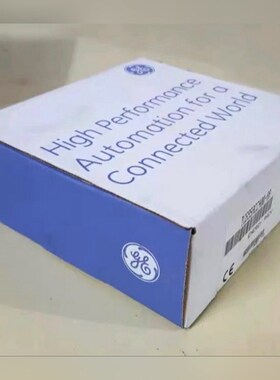 High Performance
Automation for a
Connected World